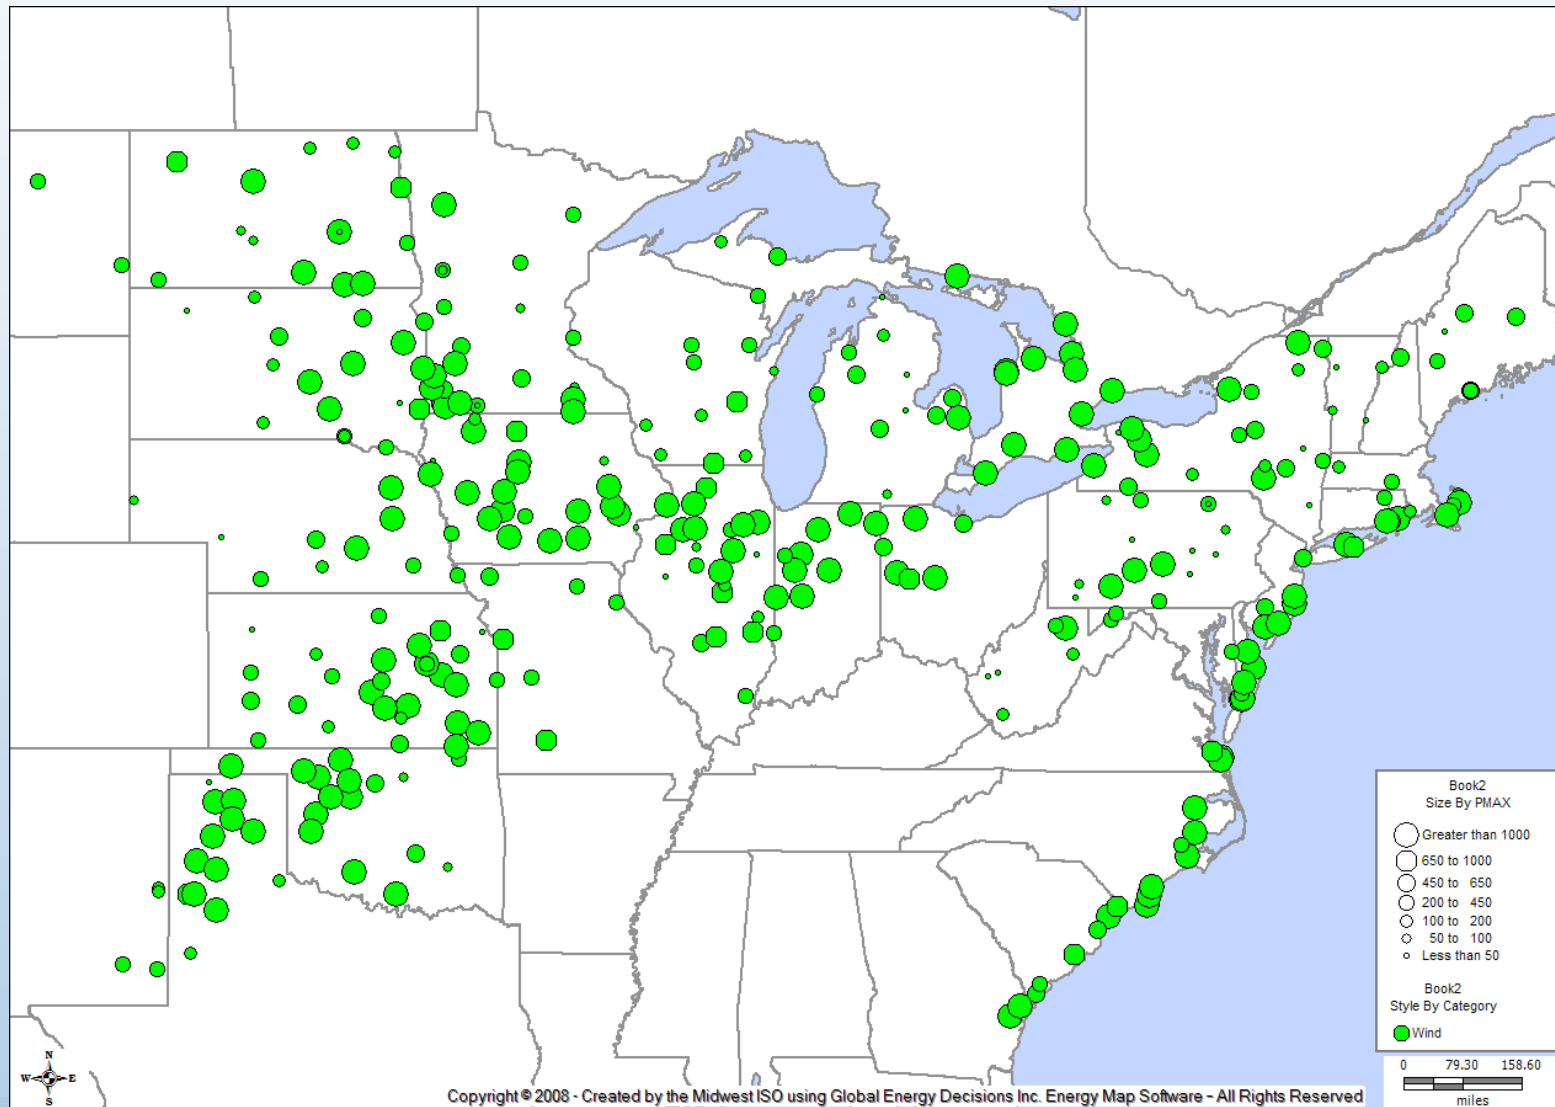 Book2
Size By PMAX
Greater than 1000
650 to 1000
450 to 650
200 to 450
100 to 200
50 to 100
Less than 50
Book2
Style By Category
Wind
N
W E
S
0 79.30 158.60
miles
Copyright © 2008 - Created by the Midwest ISO using Global Energy Decisions Inc. Energy Map Software - All Rights Reserved